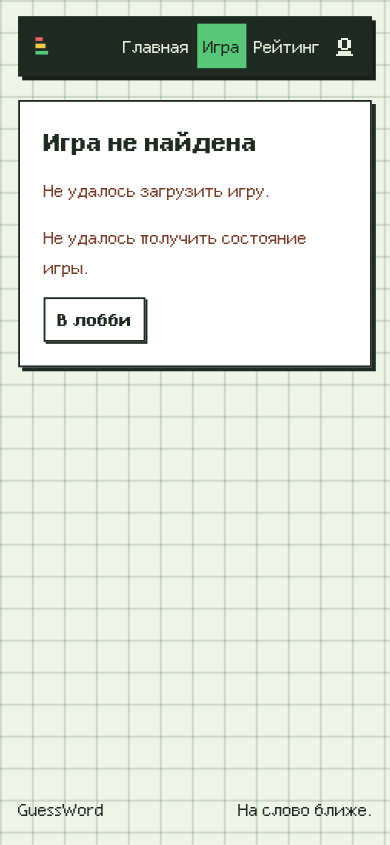 Главная Игра Рейтинг
Игра не найдена
Не удалось загрузить игру.
Не удалось получить состояние
игры.
В лобби
GuessWord На слово ближе.